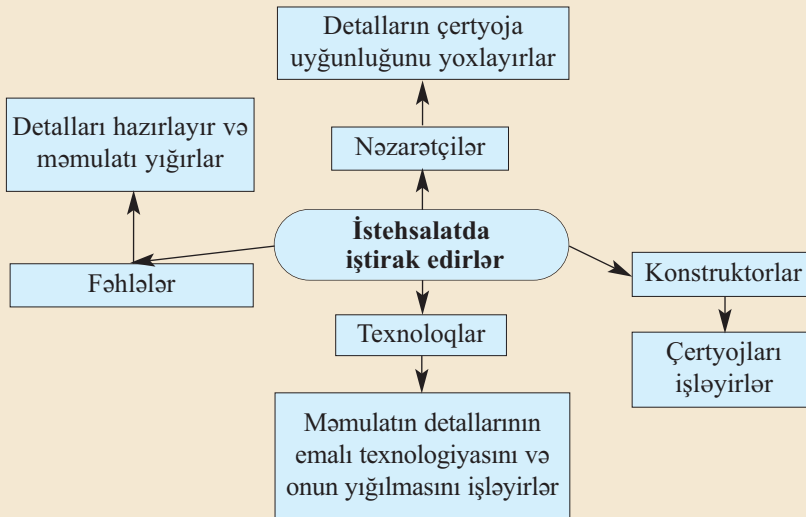 Detalların çertyoja
uyğunluğunu yoxlayırlar
Detalları hazırlayır və
məmulatı yığırlar
Nəzarətçilər
İstehsalatda
iştirak edirlər
Fəhlələr
Konstruktorlar
Texnoloqlar
Çertyojları
işləyirlər
Məmulatın detallarının
emalı texnologiyasını və
onun yığılmasını işləyirlər